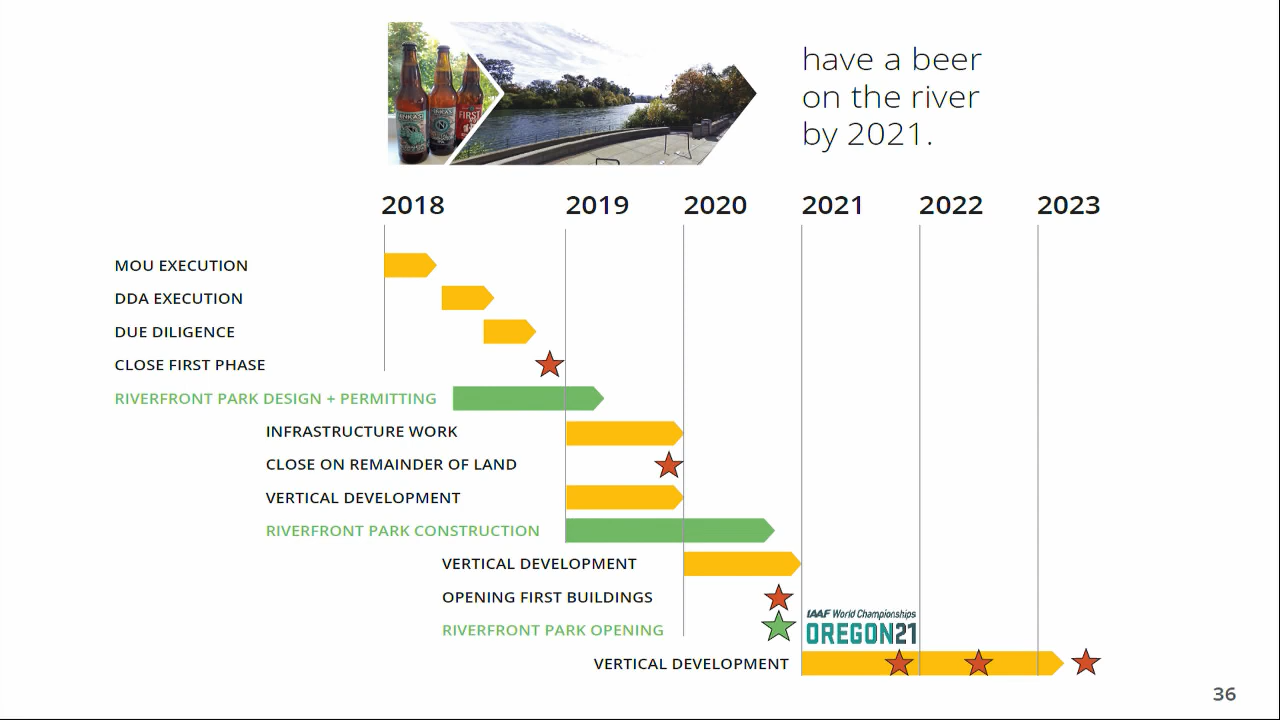 have a beer
on the river
by 2021.
NINKASI
FIRST
2018 2019 2020 2021 2022 2023
MOU EXECUTION
DDA EXECUTION
DUE DILIGENCE
CLOSE FIRST PHASE
RIVERFRONT PARK DESIGN + PERMITTING
INFRASTRUCTURE WORK
CLOSE ON REMAINDER OF LAND
VERTICAL DEVELOPMENT
RIVERFRONT PARK CONSTRUCTION
VERTICAL DEVELOPMENT
OPENING FIRST BUILDINGS
IAAF World Championships
RIVERFRONT PARK OPENING
OREGON21
VERTICAL DEVELOPMENT
36